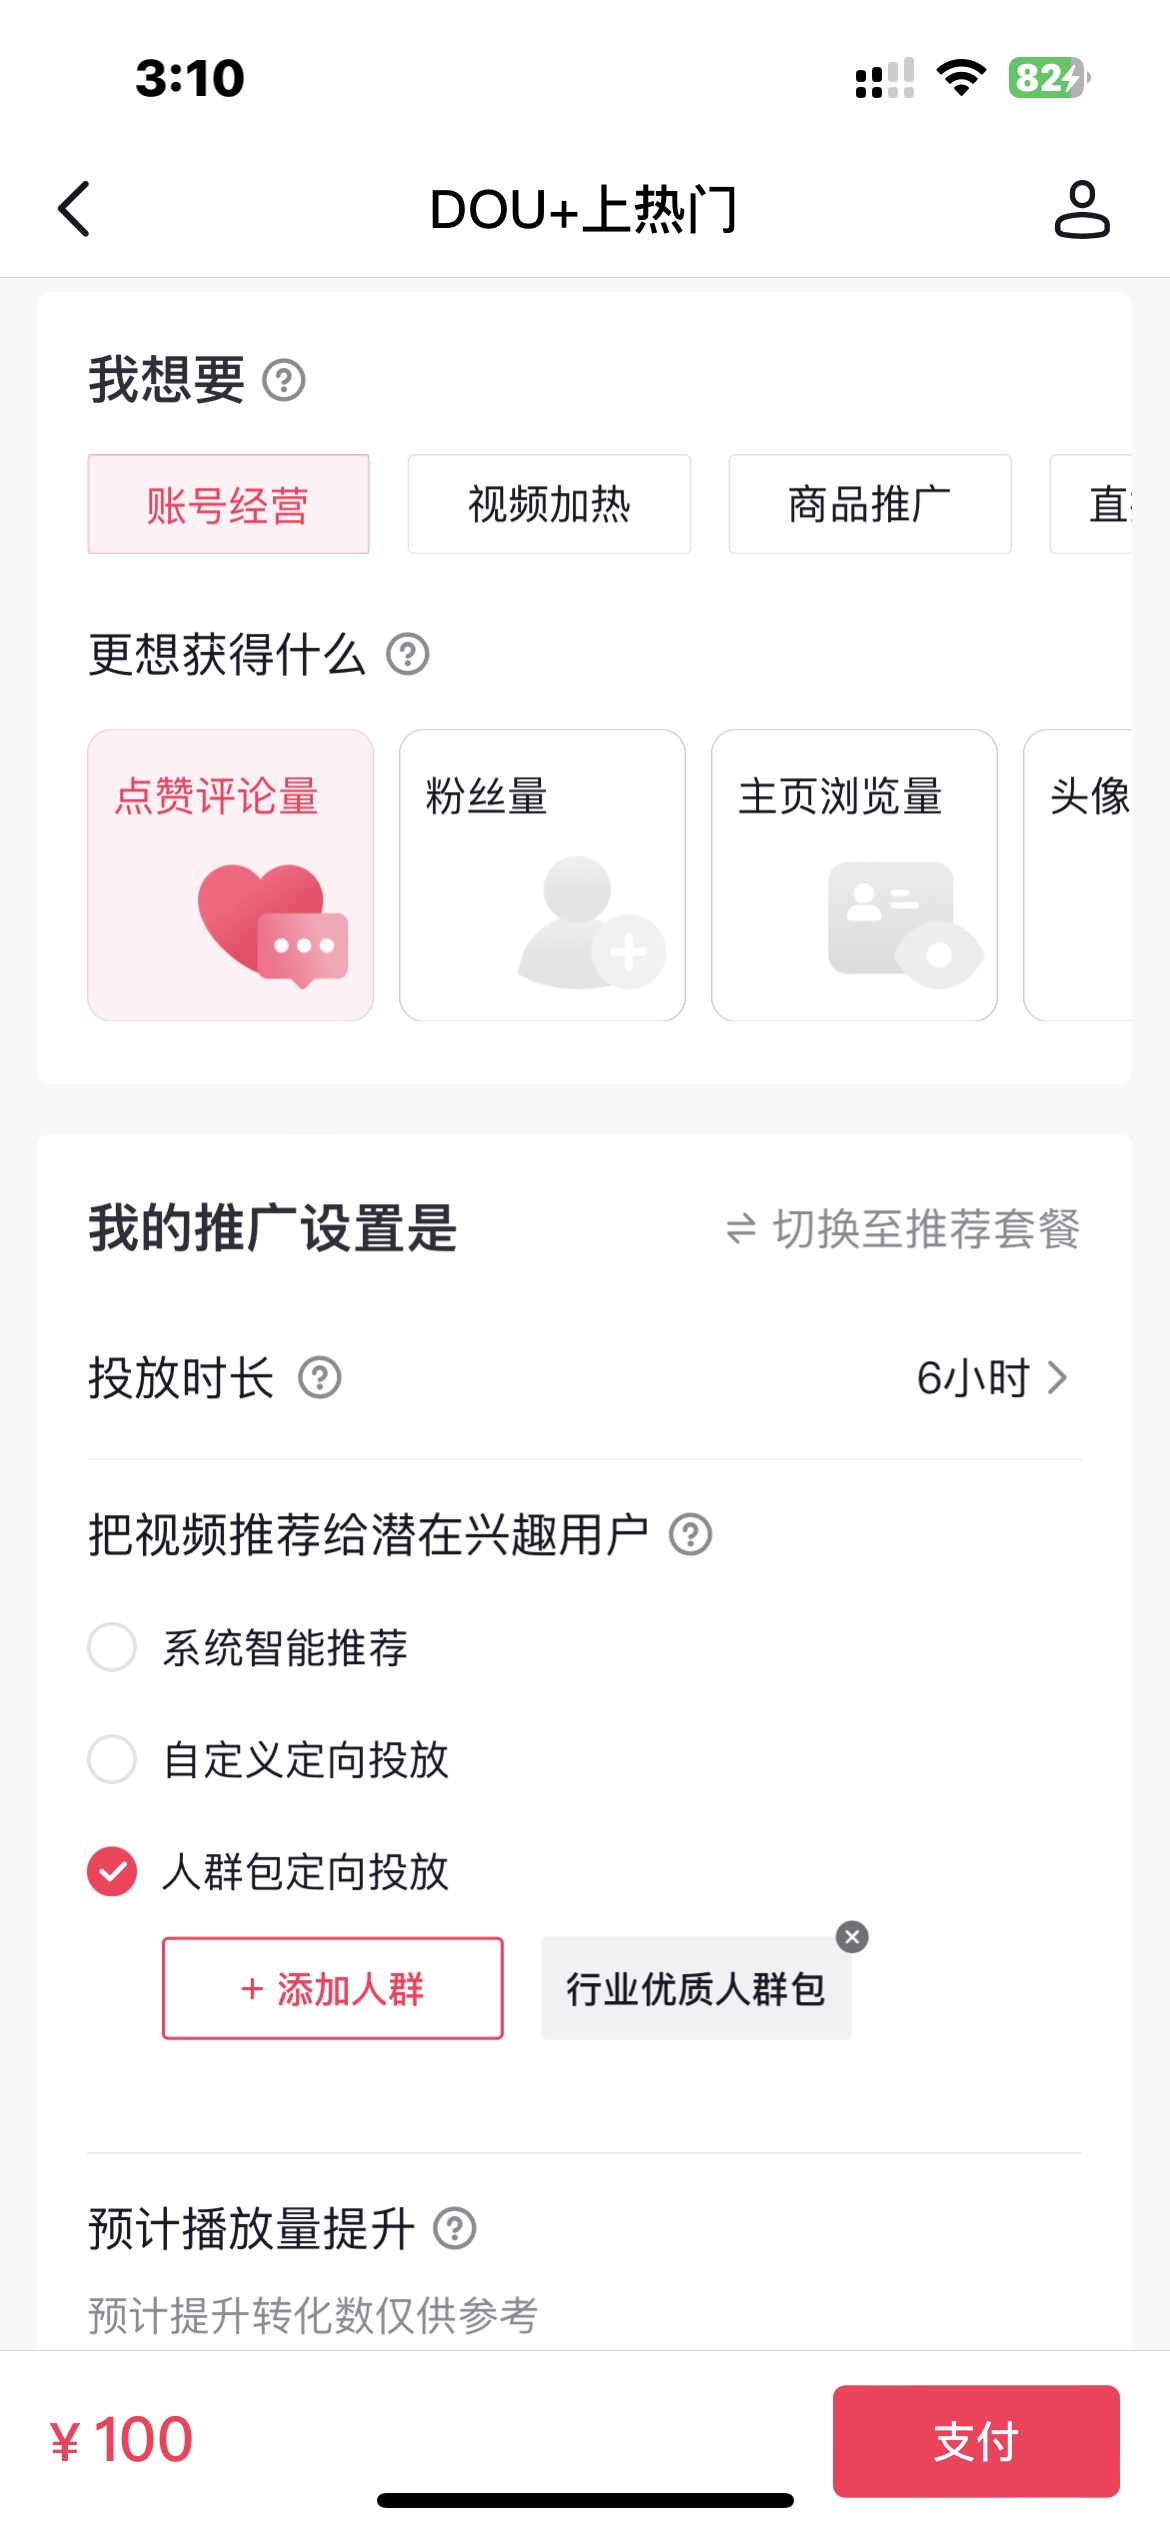 3:10
82
DOU+上热门
我想要
账号经营 视频加热 商品推广 直
更想获得什么
点赞评论量 粉丝量 主页浏览量 头像
我的推广设置是 切换至推荐套餐
投放时长 6小时
把视频推荐给潜在兴趣用户
系统智能推荐
自定义定向投放
人群包定向投放
+ 添加人群 行业优质人群包
预计播放量提升
预计提升转化数仅供参考
¥ 100 支付